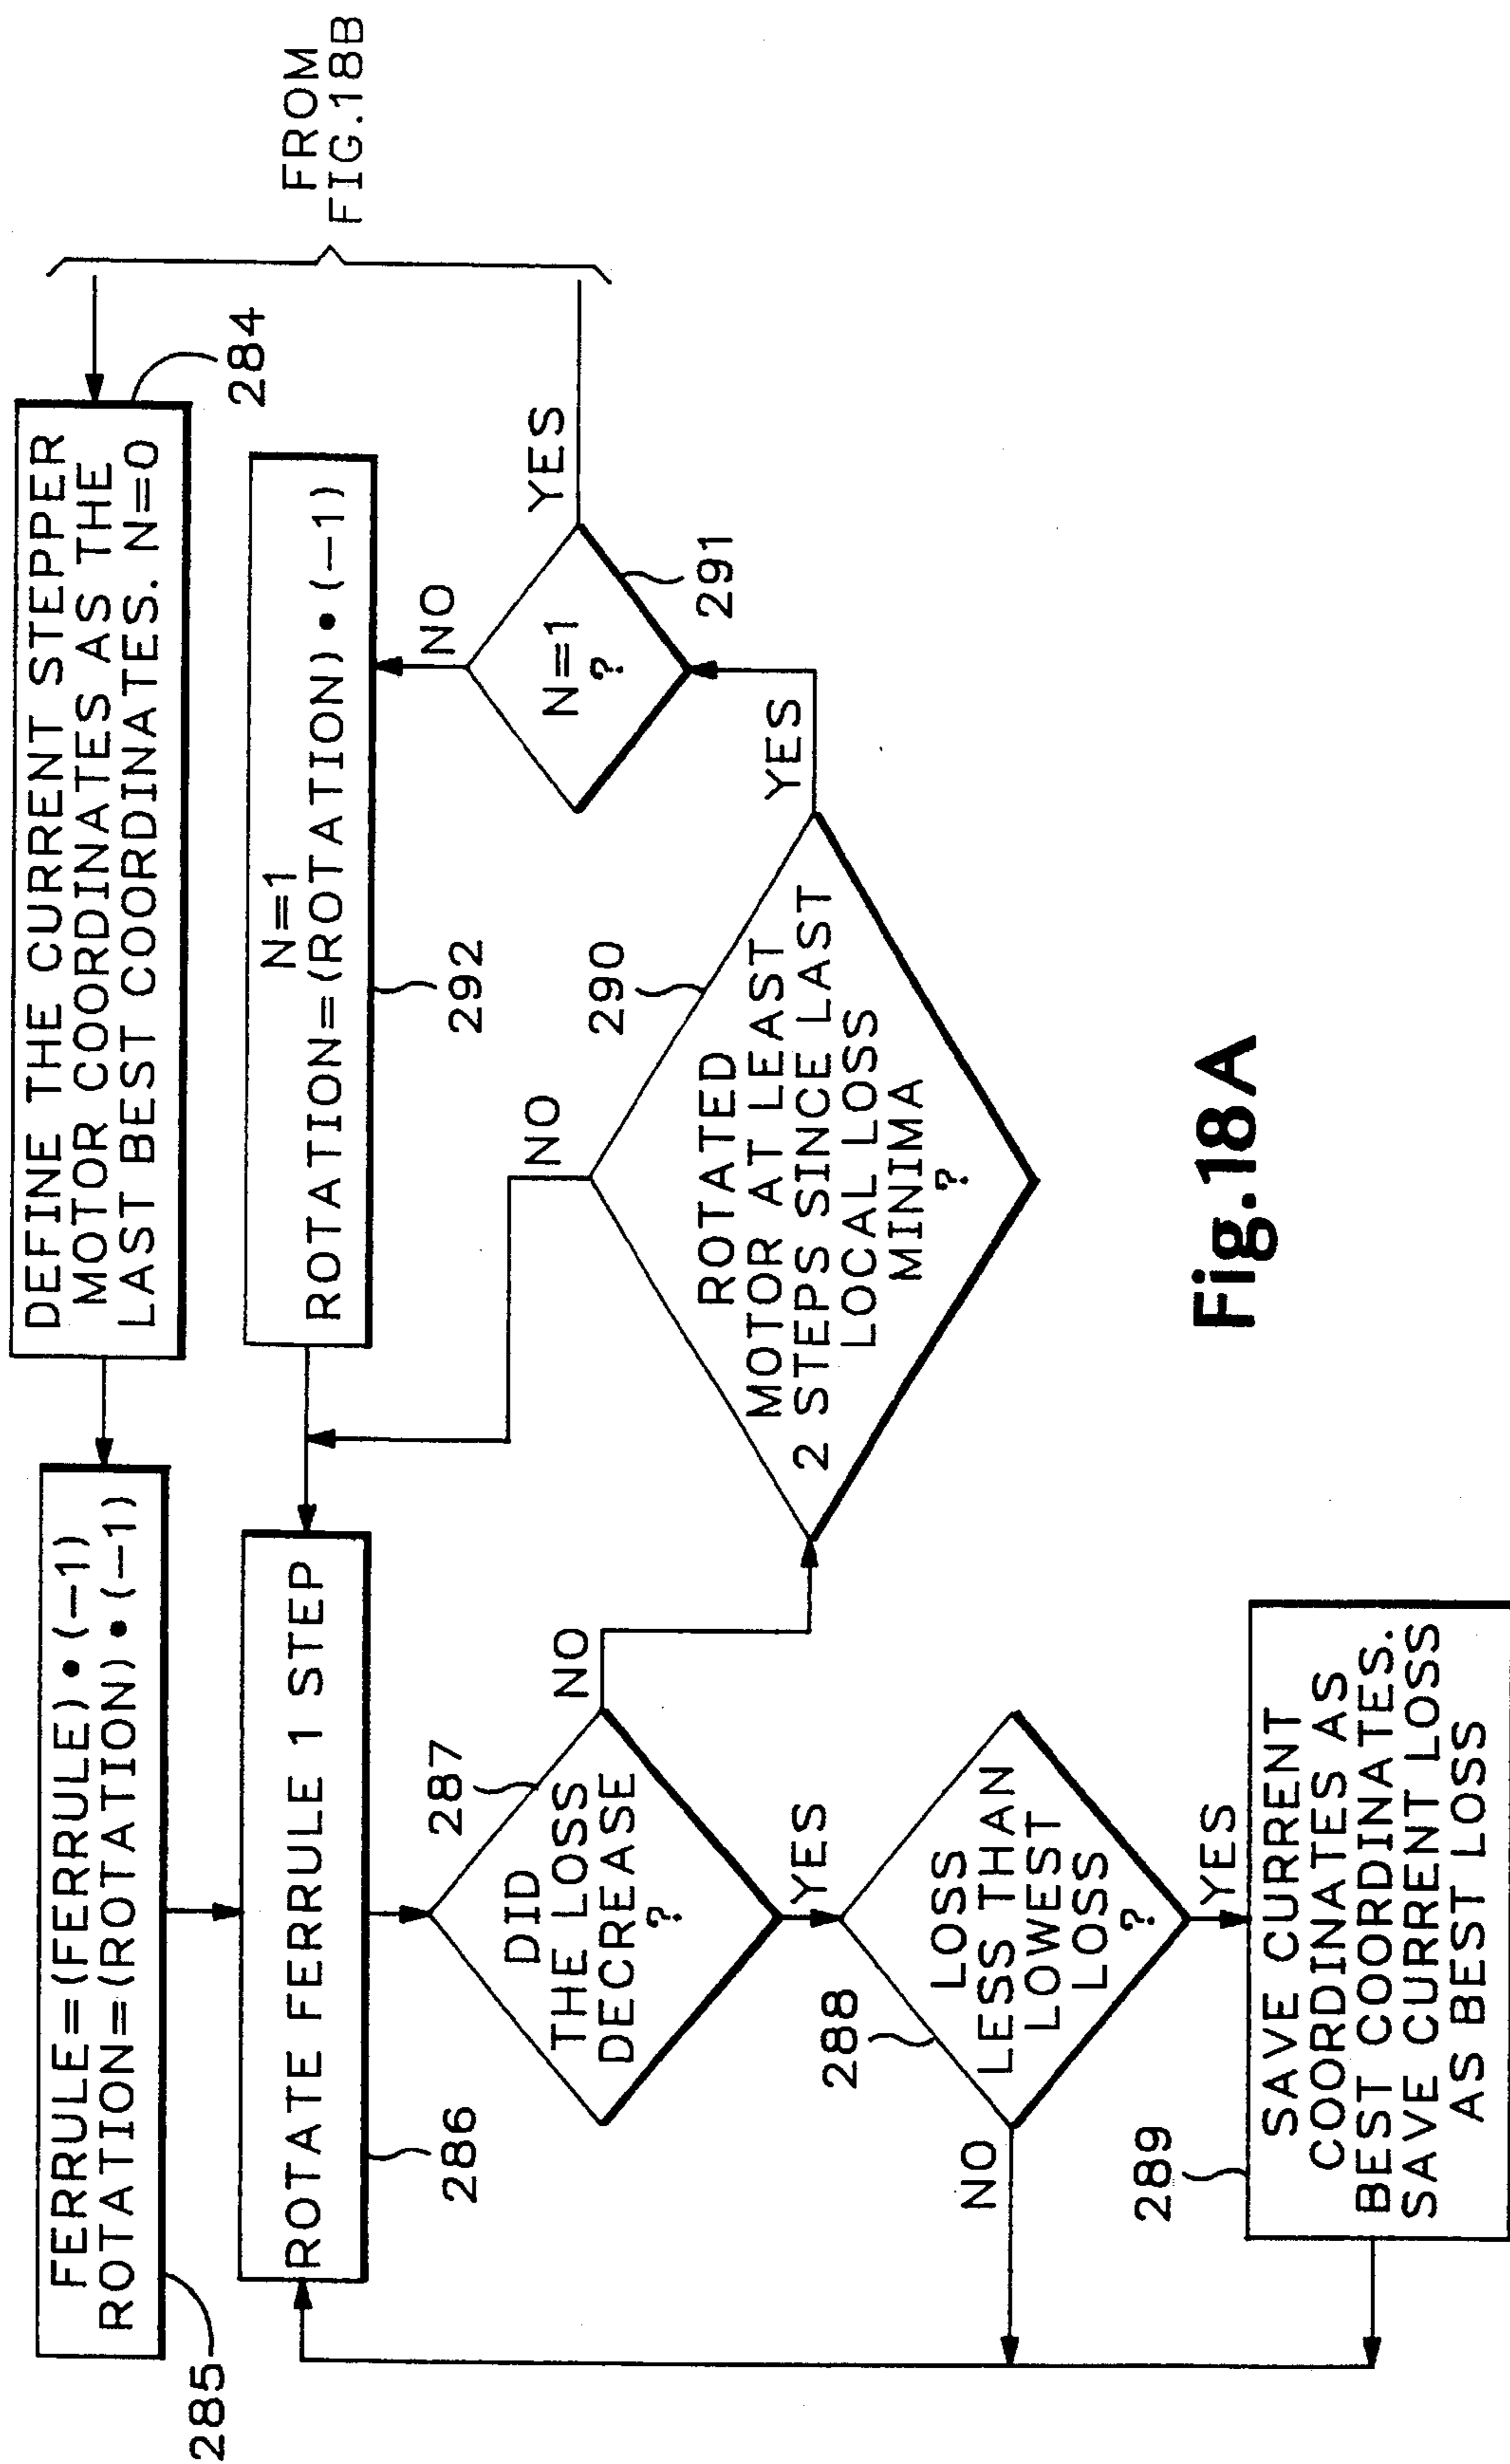 FROM
FIG.18B
DEFINE THE CURRENT STEPPER
MOTOR COORDINATES AS THE
LAST BEST COORDINATES. N=0
284
FERRULE=(FERRULE)•(−1)
ROTATION=(ROTATION)•(−1)
285
N=1
ROTATION=(ROTATION)•(−1)
292
ROTATE FERRULE 1 STEP
286
DID
THE LOSS
DECREASE
?
287
NO
YES
ROTATED
MOTOR AT LEAST
2 STEPS SINCE LAST
LOCAL LOSS
MINIMA
?
290
NO
YES
N=1
?
291
NO
YES
LOSS
LESS THAN
LOWEST
LOSS
?
288
NO
YES
SAVE CURRENT
COORDINATES AS
BEST COORDINATES.
SAVE CURRENT LOSS
AS BEST LOSS
289
Fig.18A